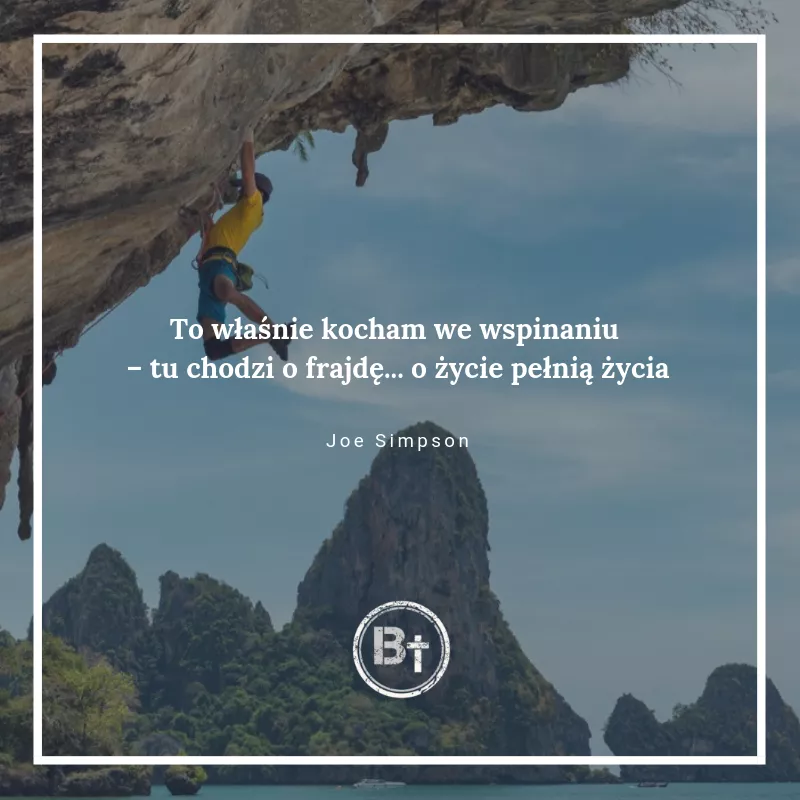 To właśnie kocham we wspinaniu
– tu chodzi o frajdę... o życie pełnią życia
Joe Simpson
Bt